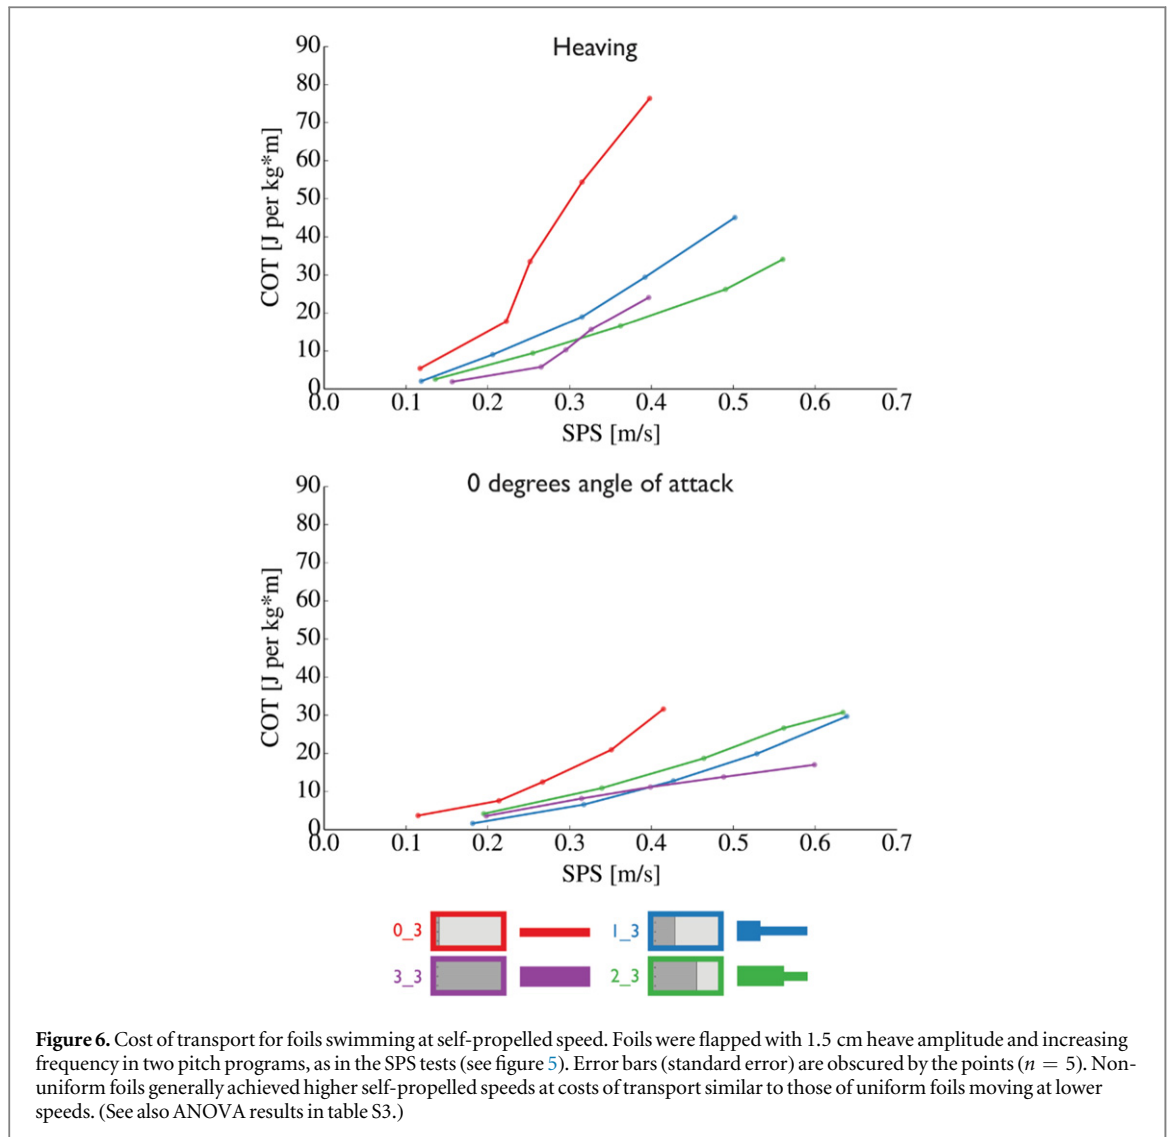 Heaving
90
80
70
60
50
40
30
20
10
0
COT [J per kg*m]
0.0 0.1 0.2 0.3 0.4 0.5 0.6 0.7
SPS [m/s]
0 degrees angle of attack
90
80
70
60
50
40
30
20
10
0
COT [J per kg*m]
0.0 0.1 0.2 0.3 0.4 0.5 0.6 0.7
SPS [m/s]
0_3 1_3
3_3 2_3
Figure 6. Cost of transport for foils swimming at self-propelled speed. Foils were flapped with 1.5 cm heave amplitude and increasing
frequency in two pitch programs, as in the SPS tests (see figure 5). Error bars (standard error) are obscured by the points (n = 5). Non-
uniform foils generally achieved higher self-propelled speeds at costs of transport similar to those of uniform foils moving at lower
speeds. (See also ANOVA results in table S3.)